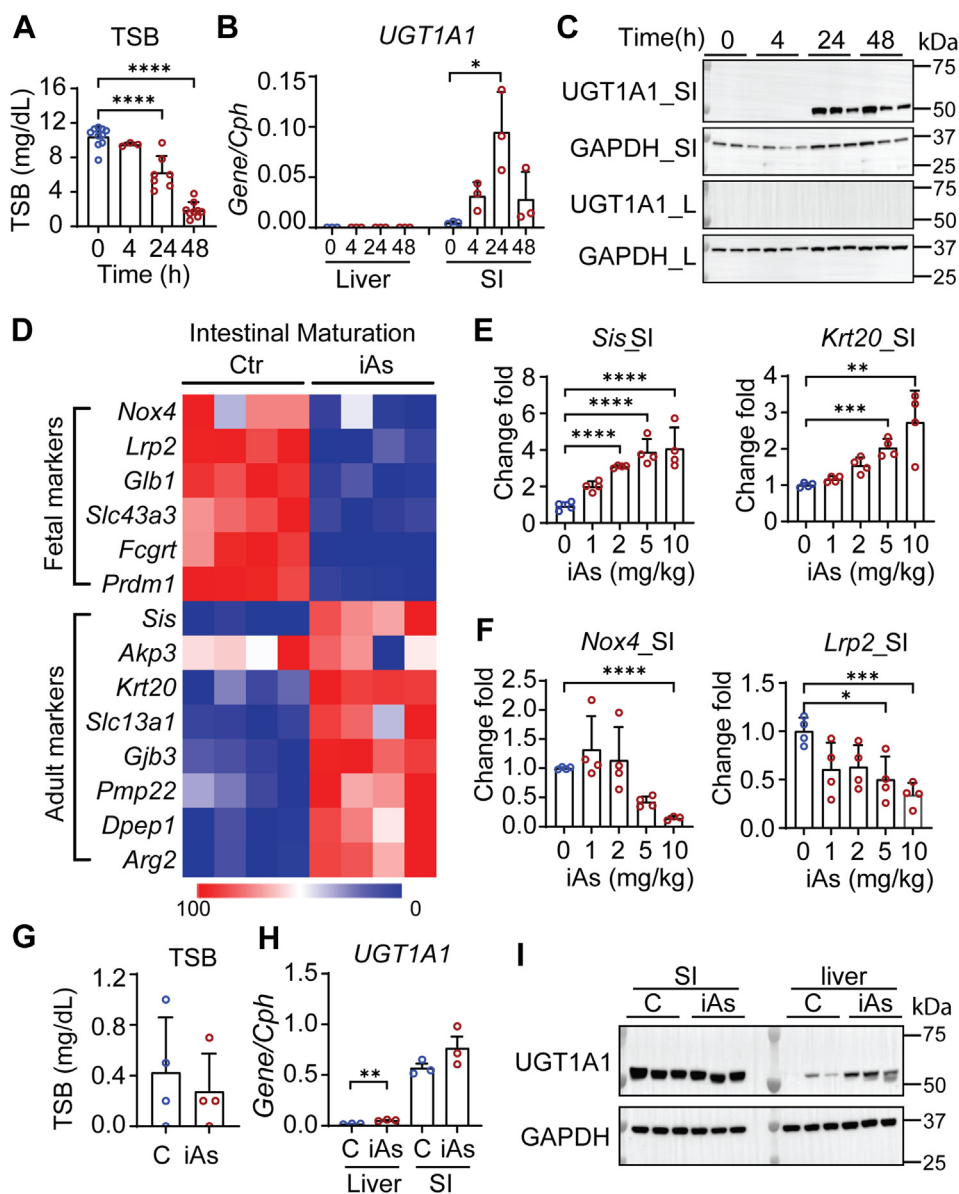 A
TSB
****
****
TSB (mg/dL)
16
12
8
4
0
0 4 24 48
Time (h)
B
UGT1A1
*
Gene/Cph
0.15
0.10
0.05
0.00
0 4 24 48 0 4 24 48
Liver SI
C
Time(h) 0 4 24 48 kDa
UGT1A1_SI
75
50
GAPDH_SI
37
25
UGT1A1_L
75
50
GAPDH_L
37
25
D
Intestinal Maturation
Ctr iAs
Fetal markers
Nox4
Lrp2
Glb1
Slc43a3
Fcgrt
Prdm1
Adult markers
Sis
Akp3
Krt20
Slc13a1
Gjb3
Pmp22
Dpep1
Arg2
100 0
E
Sis_SI
****
****
****
Change fold
8
6
4
2
0
0 1 2 5 10
iAs (mg/kg)
Krt20_SI
**
***
Change fold
4
3
2
1
0
0 1 2 5 10
iAs (mg/kg)
F
Nox4_SI
****
Change fold
2.5
2.0
1.5
1.0
0.5
0.0
0 1 2 5 10
iAs (mg/kg)
Lrp2_SI
***
*
Change fold
1.5
1.0
0.5
0.0
0 1 2 5 10
iAs (mg/kg)
G
TSB
TSB (mg/dL)
1.2
0.8
0.4
0.0
C iAs
H
UGT1A1
**
Gene/Cph
1.5
1.0
0.5
0.0
C iAs C iAs
Liver SI
I
SI liver
C iAs C iAs kDa
UGT1A1
75
50
GAPDH
37
25